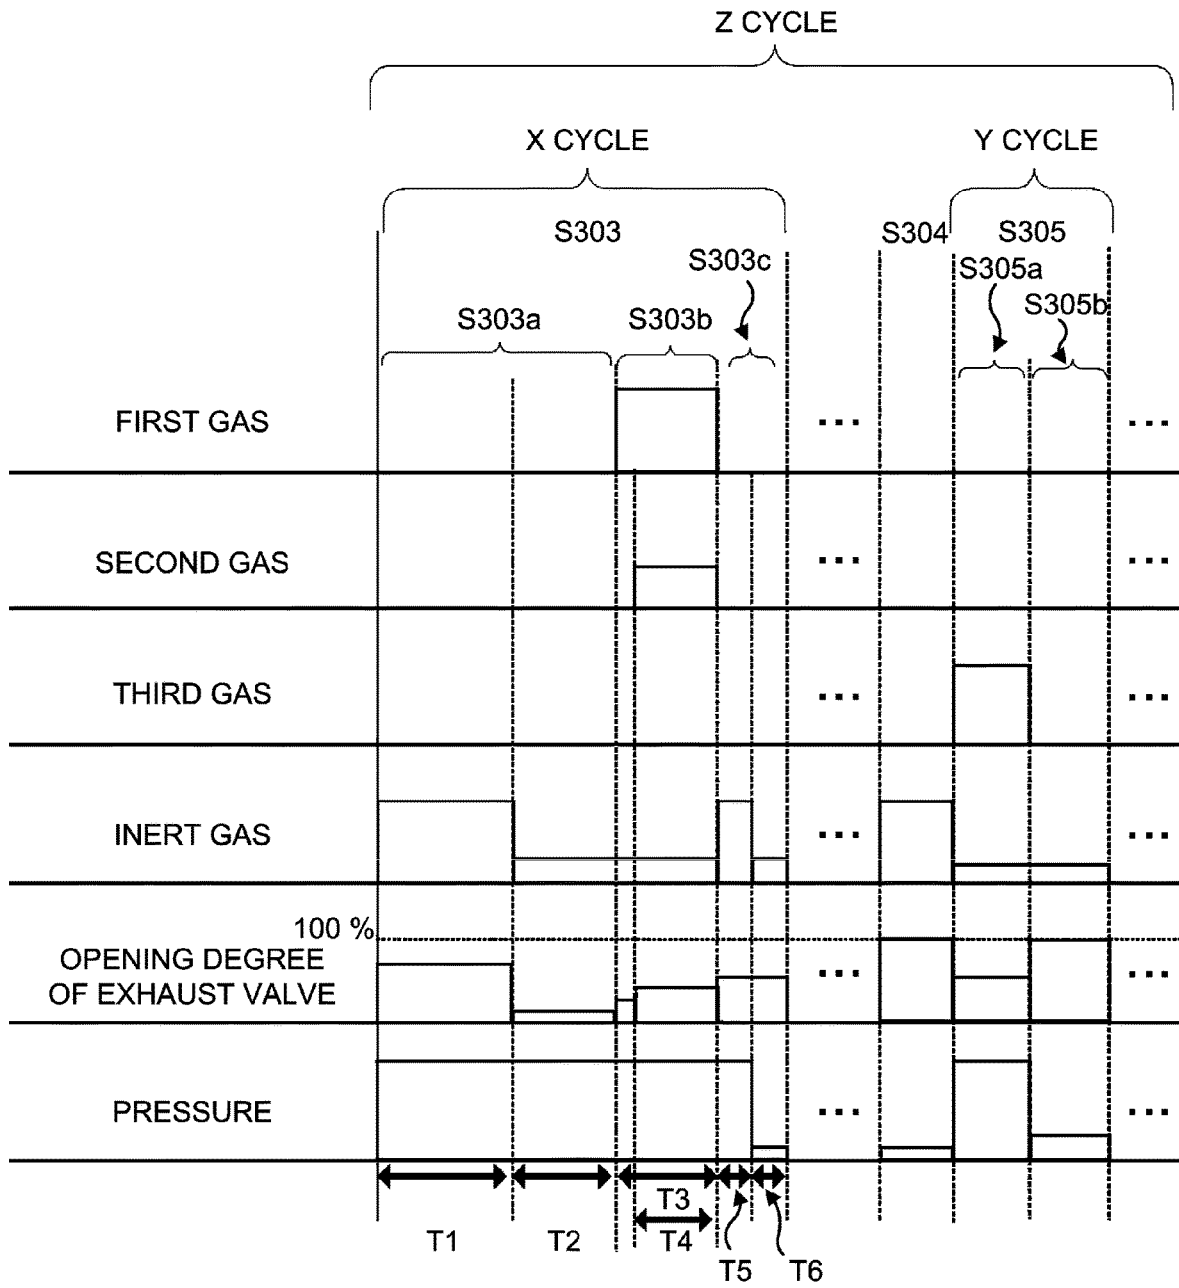 Z CYCLE
X CYCLE
Y CYCLE
S303
S304
S305
S303c
S305a
S303a
S303b
S305b
FIRST GAS
...
...
SECOND GAS
...
...
THIRD GAS
...
...
INERT GAS
...
...
100 %
OPENING DEGREE
OF EXHAUST VALVE
...
...
PRESSURE
...
...
T3
T1
T2
T4
T5
T6